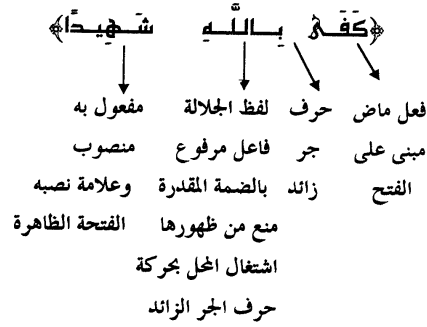 ﴿كَفَىٰ بِاللَّهِ شَهِيدًا﴾
فعل ماض حرف لفظ الجلالة مفعول به
مبنى على جر فاعل مرفوع منصوب
الفتح زائد بالضمة المقدرة وعلامة نصبه
منع من ظهورها الفتحة الظاهرة
اشتغال المحل بحركة
حرف الجر الزائد